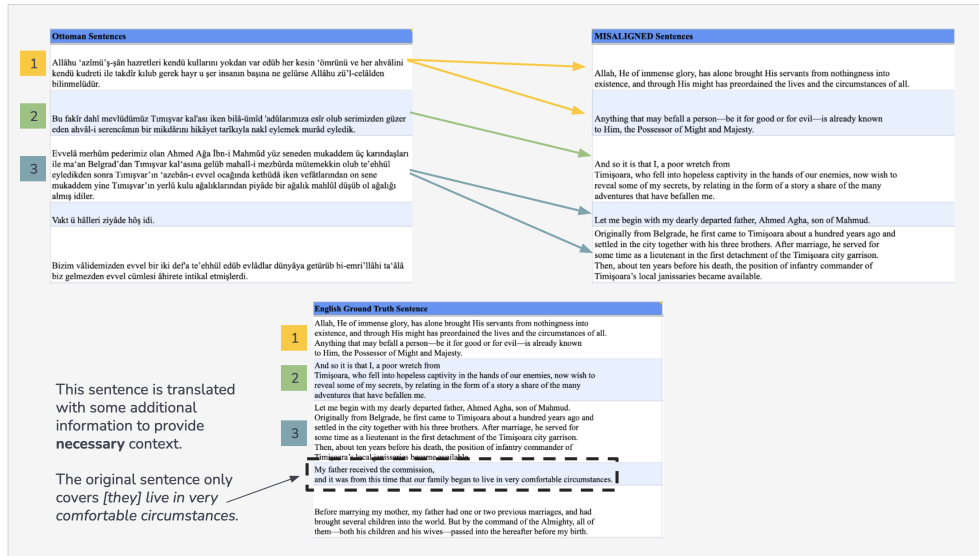 Ottoman Sentences
1
Allâhu ‘azîmü’ş-şân hazretleri kendü kullarını yokdan var edüb her kesin ‘ömrünü ve her ahvâlini
kendü kudreti ile takdîr kılub gerek hayr u şer insanın başına ne gelürse Allâhu zü’l-celâlden
bilinmelüdür.
2
Bu fakîr dahl mevlüdümüz Tımışvar kal'ası iken bilâ-ümîd 'adûlarımıza esîr olub serimizden güzer
eden ahvâl-i serencâmın bir mikdârını hikâyet tarîkıyla nakl eylemek murâd eyledik.
3
Evvelâ merhûm pederimiz olan Ahmed Ağa İbn-i Mahmûd yüz seneden mukaddem üç karındaşları
ile ma‘an Belgrad’dan Tımışvar kal‘asına gelüb mahall-i mezbûrda mütemekkin olub te’ehhül
eyledikden sonra Tımışvar’ın ‘azebân-ı evvel ocağında kethüdâ iken vefâtlarından on sene
mukaddem yine Tımışvar’ın yerlü kulu ağalıklarından piyâde bir ağalık mahlûl düşüb ol ağalığı
almış idiler.
Vakt ü hâlleri ziyâde hôş idi.
Bizim vâlidemizden evvel bir iki def'a te’ehhül edüb evlâdlar dünyâya getürüb bi-emri’llâhi ta‘âlâ
biz gelmezden evvel cümlesi âhirete intikal etmişlerdi.
MISALIGNED Sentences
Allah, He of immense glory, has alone brought His servants from nothingness into
existence, and through His might has preordained the lives and the circumstances of all.
Anything that may befall a person—be it for good or for evil—is already known
to Him, the Possessor of Might and Majesty.
And so it is that I, a poor wretch from
Timişoara, who fell into hopeless captivity in the hands of our enemies, now wish to
reveal some of my secrets, by relating in the form of a story a share of the many
adventures that have befallen me.
Let me begin with my dearly departed father, Ahmed Agha, son of Mahmud.
Originally from Belgrade, he first came to Timişoara about a hundred years ago and
settled in the city together with his three brothers. After marriage, he served for
some time as a lieutenant in the first detachment of the Timişoara city garrison.
Then, about ten years before his death, the position of infantry commander of
Timişoara’s local janissaries became available.
English Ground Truth Sentence
1
Allah, He of immense glory, has alone brought His servants from nothingness into
existence, and through His might has preordained the lives and the circumstances of all.
Anything that may befall a person—be it for good or for evil—is already known
to Him, the Possessor of Might and Majesty.
2
And so it is that I, a poor wretch from
Timişoara, who fell into hopeless captivity in the hands of our enemies, now wish to
reveal some of my secrets, by relating in the form of a story a share of the many
adventures that have befallen me.
3
Let me begin with my dearly departed father, Ahmed Agha, son of Mahmud.
Originally from Belgrade, he first came to Timişoara about a hundred years ago and
settled in the city together with his three brothers. After marriage, he served for
some time as a lieutenant in the first detachment of the Timişoara city garrison.
Then, about ten years before his death, the position of infantry commander of
Timişoara’s local janissaries became available.
My father received the commission,
and it was from this time that our family began to live in very comfortable circumstances.
Before marrying my mother, my father had one or two previous marriages, and had
brought several children into the world. But by the command of the Almighty, all of
them—both his children and his wives—passed into the hereafter before my birth.
This sentence is translated
with some additional
information to provide
necessary context.
The original sentence only
covers [they] live in very
comfortable circumstances.